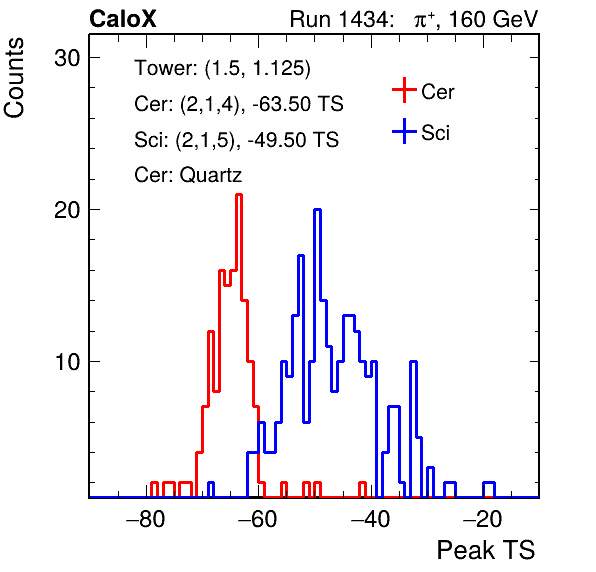 CaloX Run 1434: π⁺, 160 GeV
Counts
30
20
10
Tower: (1.5, 1.125)
Cer: (2,1,4), -63.50 TS
Sci: (2,1,5), -49.50 TS
Cer: Quartz
Cer
Sci
−80 −60 −40 −20
Peak TS